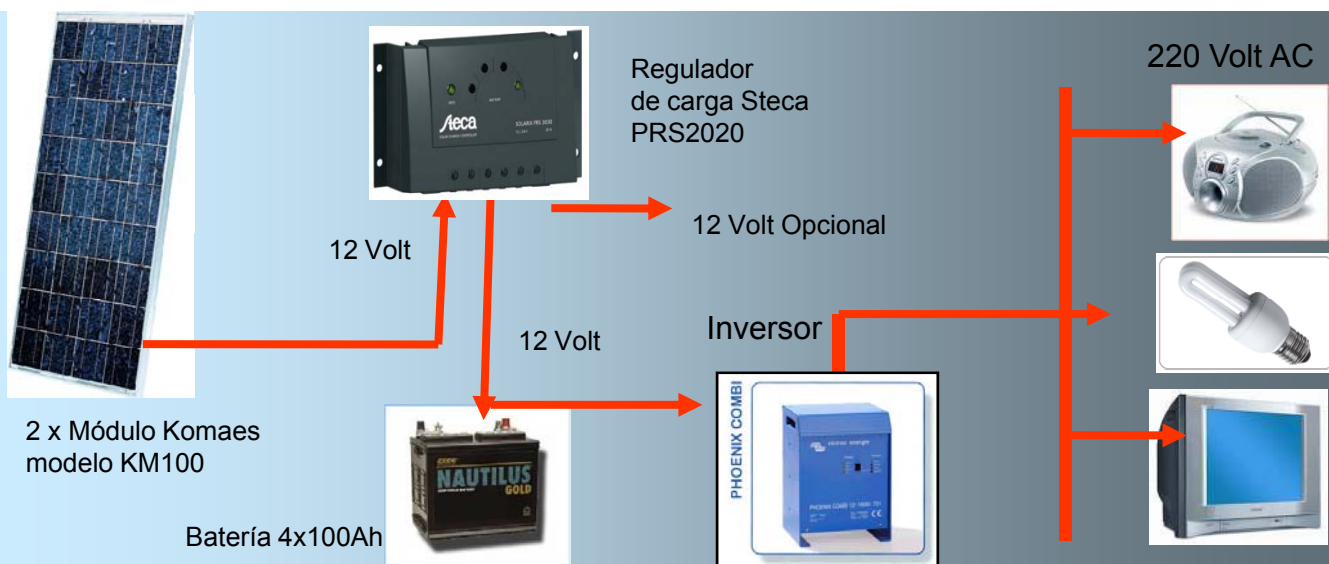 220 Volt AC
Regulador
de carga Steca
PRS2020
Steca
12 Volt Opcional
12 Volt
12 Volt
Inversor
2 x Módulo Komaes
modelo KM100
NAUTILUS
GOLD
PHOENIX COMBI
Batería 4x100Ah